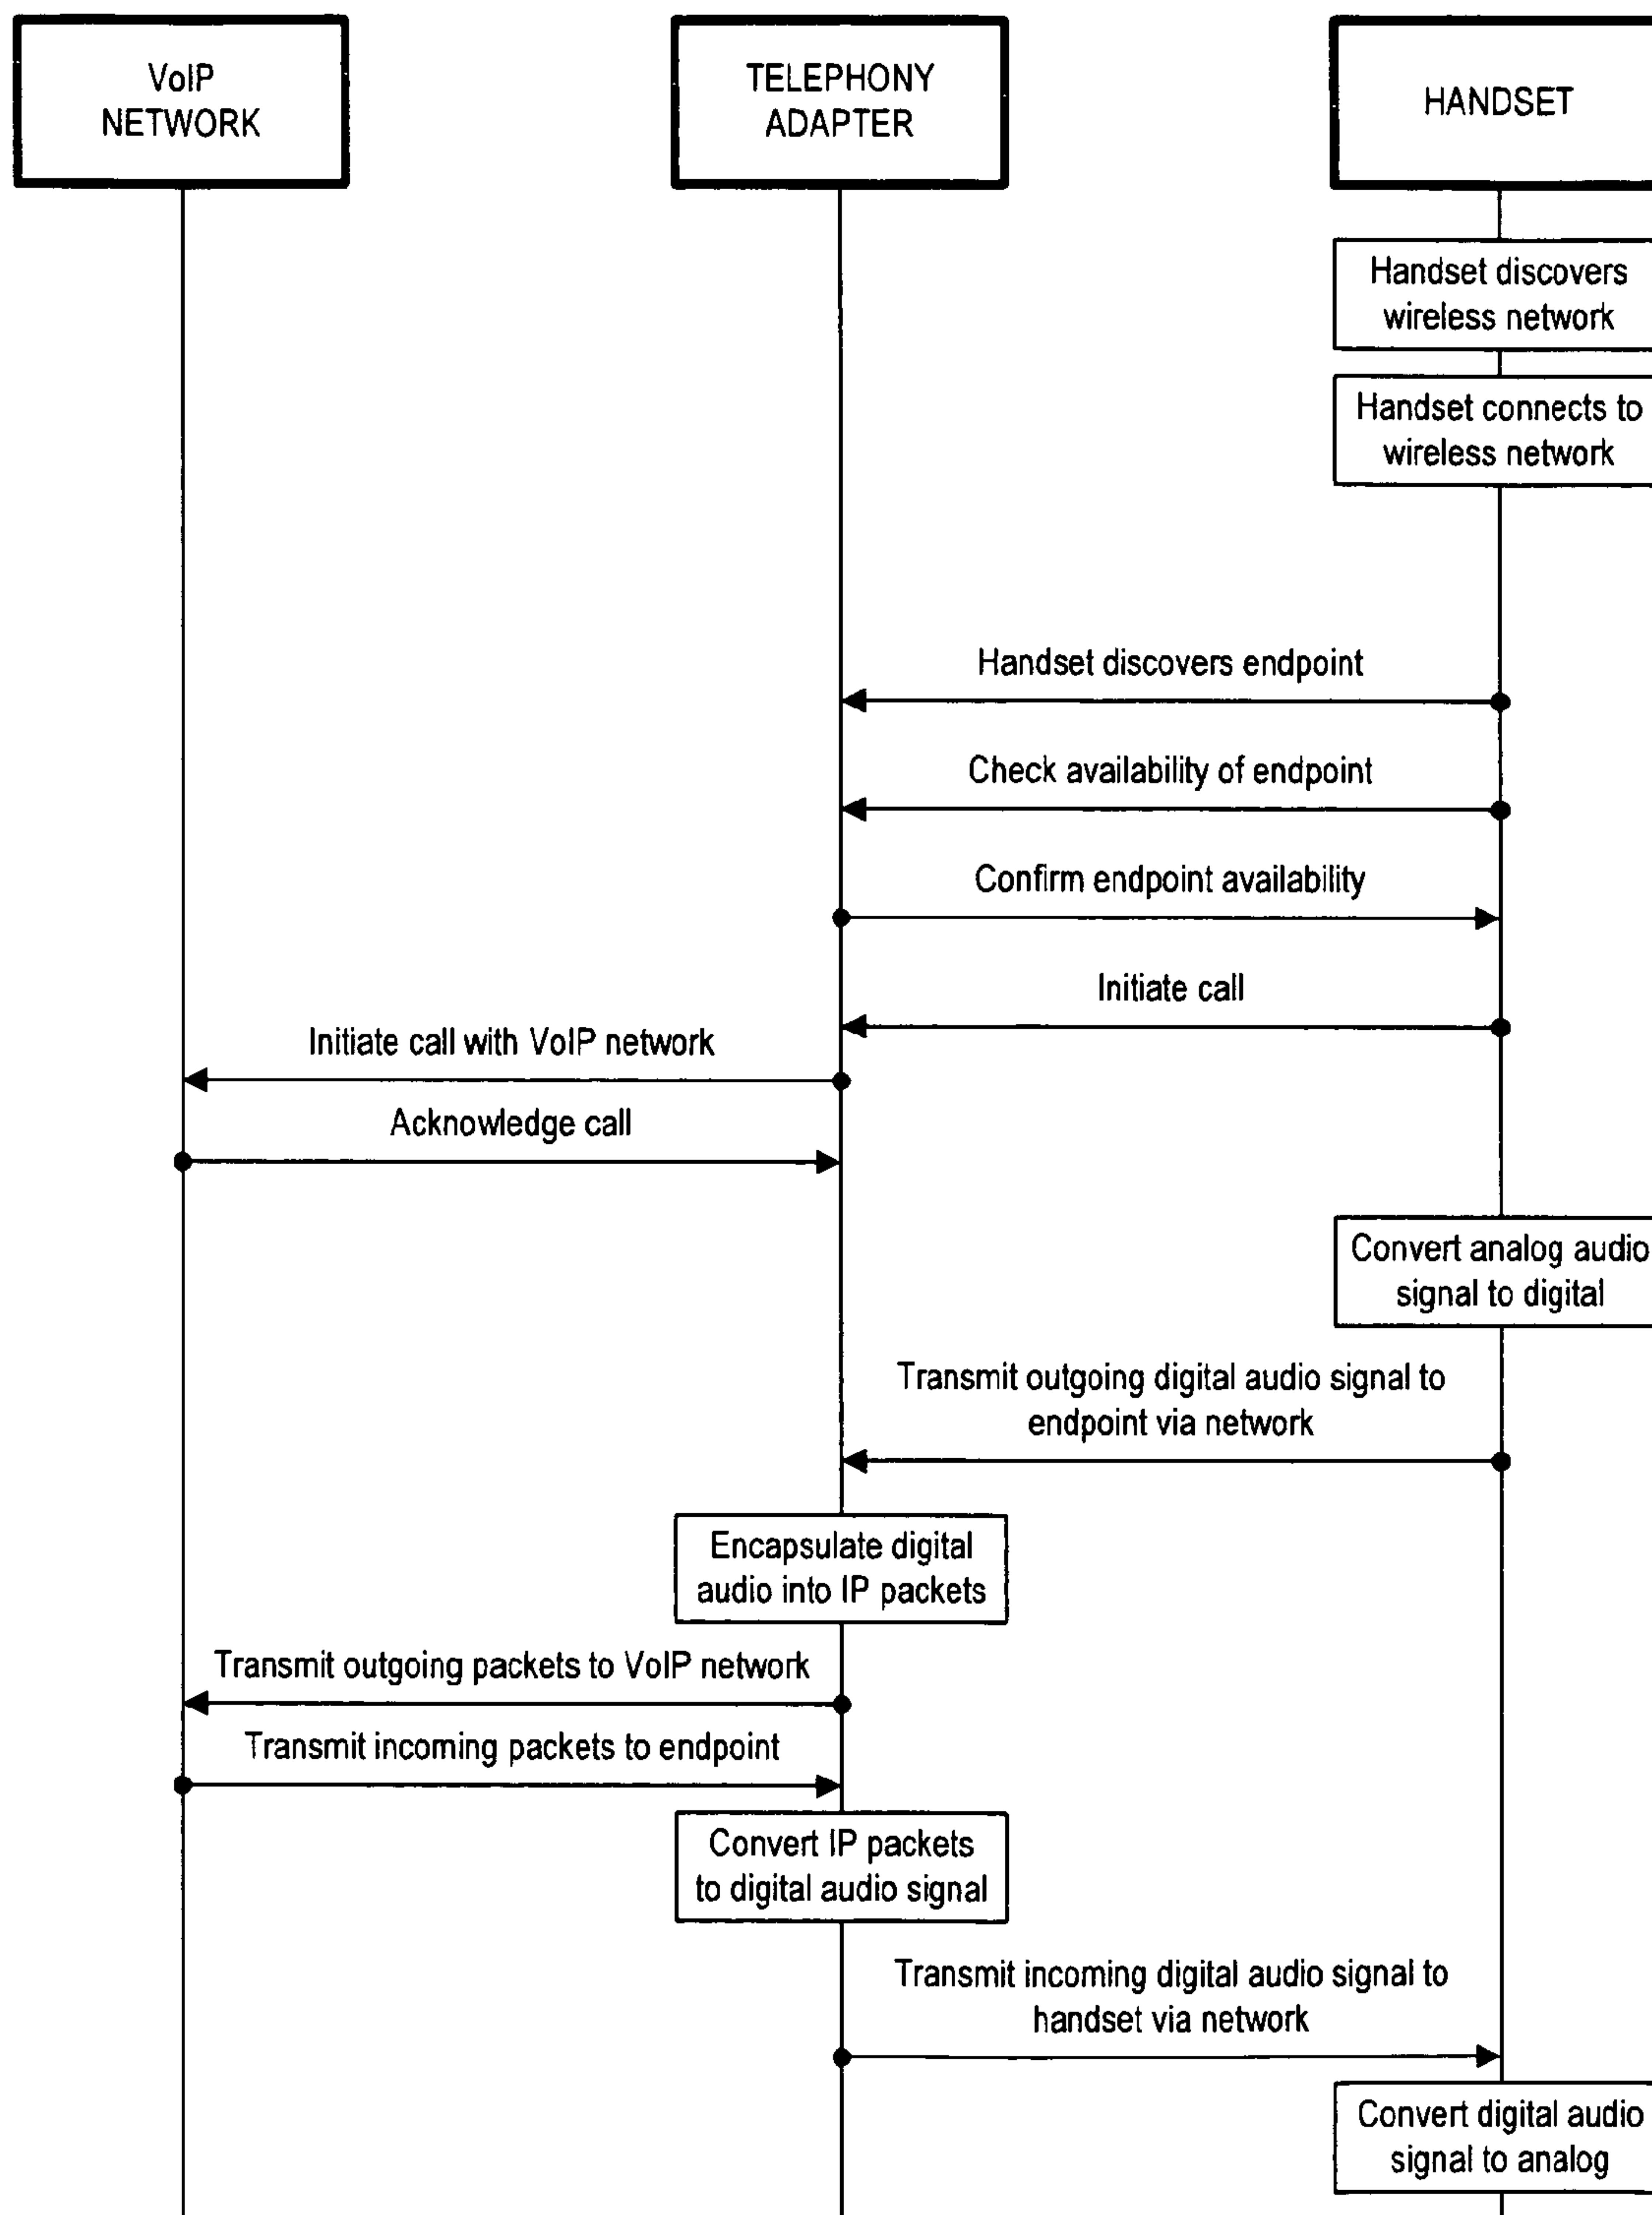 VoIP
NETWORK
TELEPHONY
ADAPTER
HANDSET
Handset discovers
wireless network
Handset connects to
wireless network
Handset discovers endpoint
Check availability of endpoint
Confirm endpoint availability
Initiate call
Initiate call with VoIP network
Acknowledge call
Convert analog audio
signal to digital
Transmit outgoing digital audio signal to
endpoint via network
Encapsulate digital
audio into IP packets
Transmit outgoing packets to VoIP network
Transmit incoming packets to endpoint
Convert IP packets
to digital audio signal
Transmit incoming digital audio signal to
handset via network
Convert digital audio
signal to analog